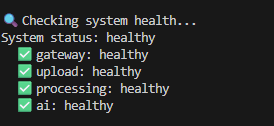 🔍 Checking system health...
System status: healthy
✅ gateway: healthy
✅ upload: healthy
✅ processing: healthy
✅ ai: healthy